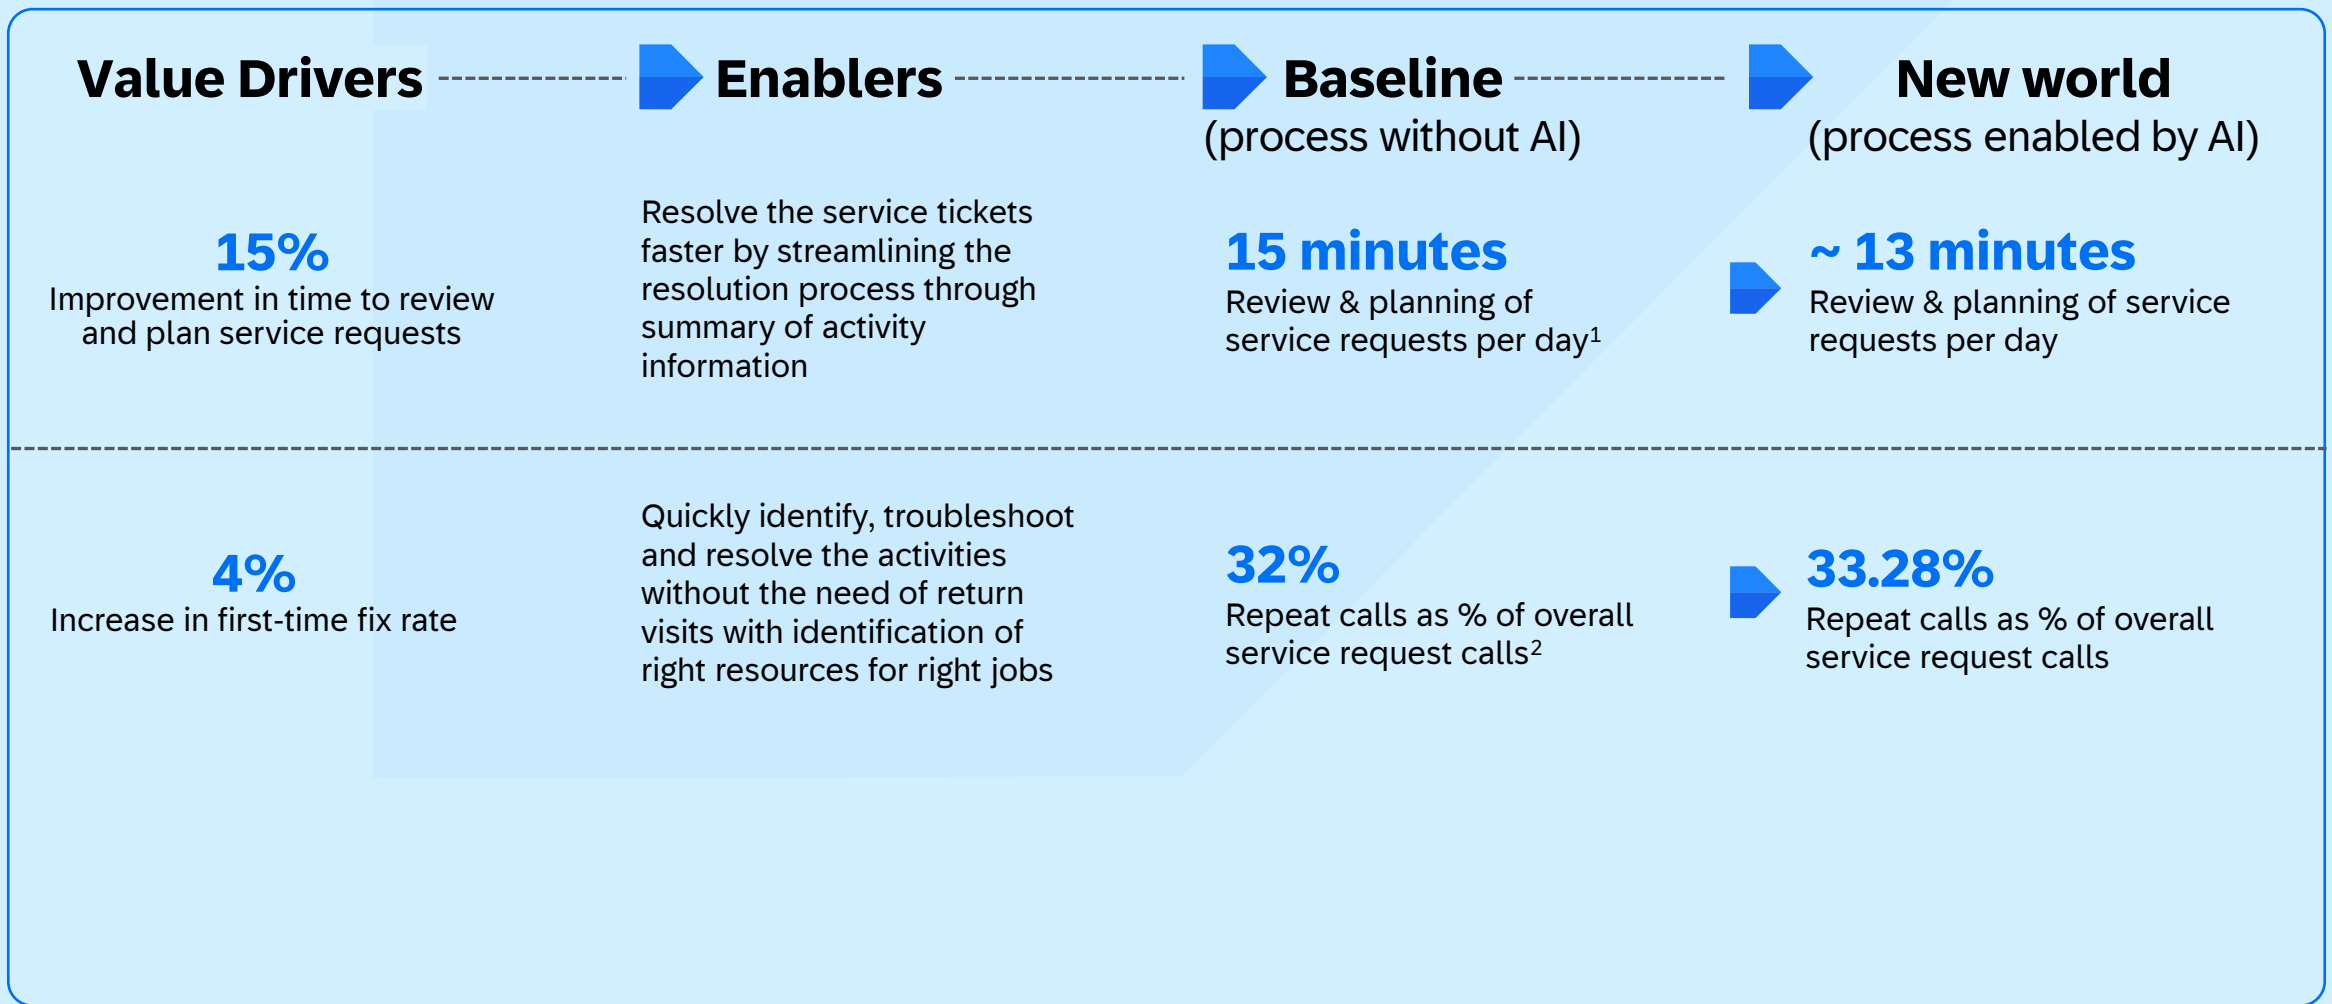 Value Drivers
Enablers
Baseline
(process without AI)
New world
(process enabled by AI)
15%
Improvement in time to review
and plan service requests
Resolve the service tickets
faster by streamlining the
resolution process through
summary of activity
information
15 minutes
Review & planning of
service requests per day¹
~ 13 minutes
Review & planning of service
requests per day
4%
Increase in first-time fix rate
Quickly identify, troubleshoot
and resolve the activities
without the need of return
visits with identification of
right resources for right jobs
32%
Repeat calls as % of overall
service request calls²
33.28%
Repeat calls as % of overall
service request calls